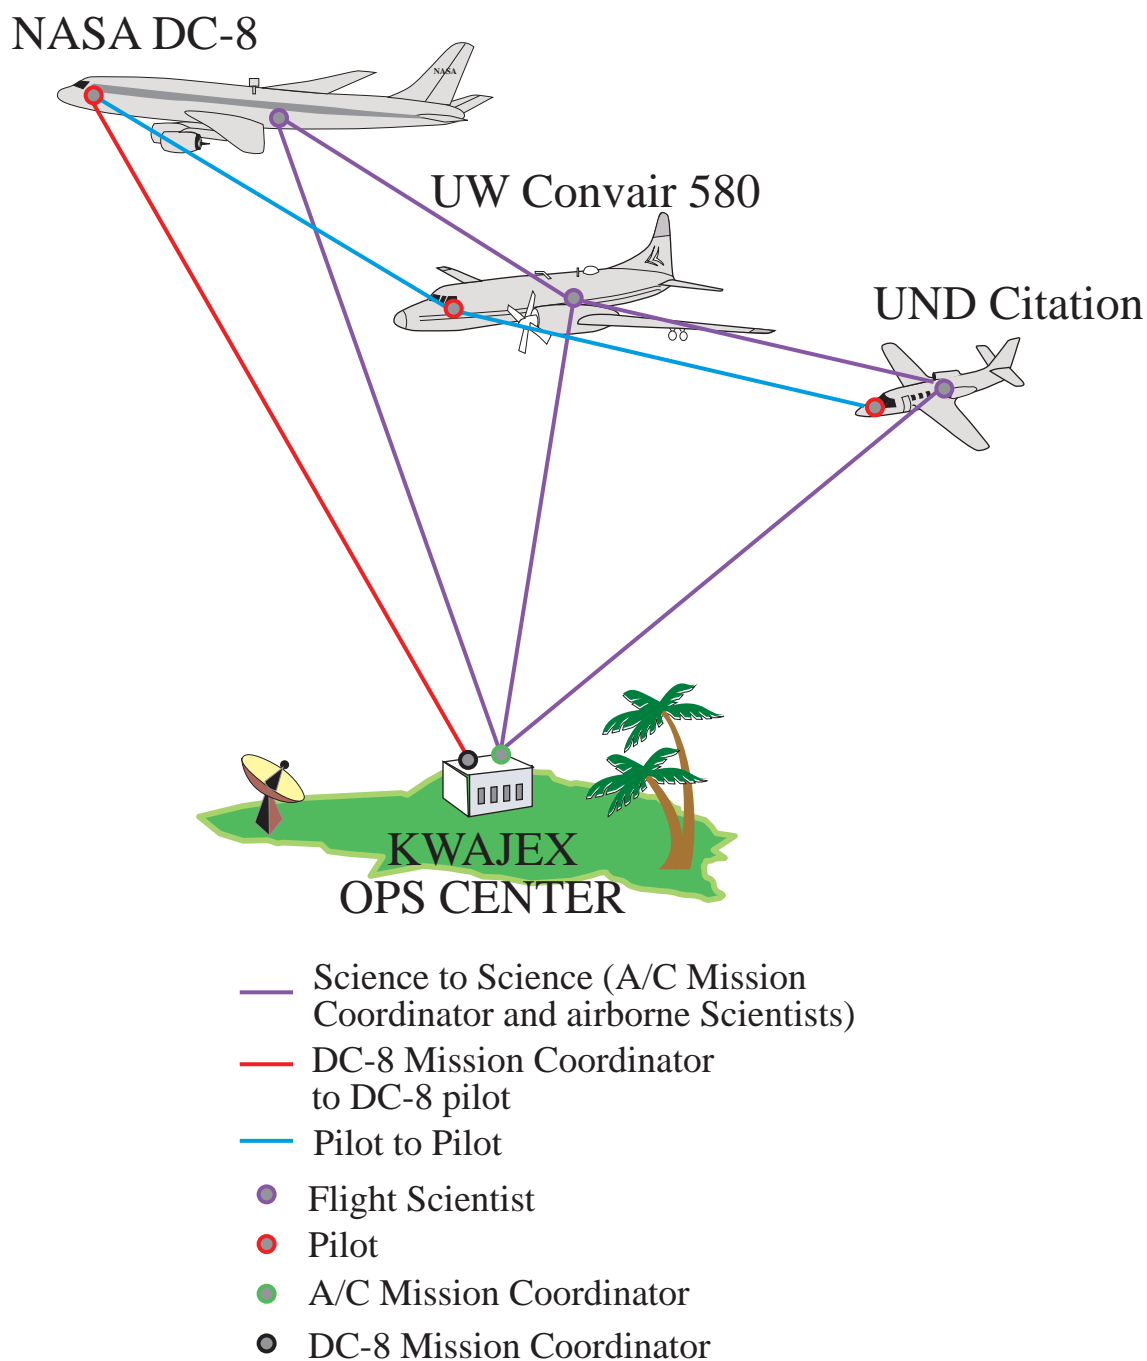 NASA DC-8
NASA
UW Convair 580
UND Citation
KWAJEX
OPS CENTER
Science to Science (A/C Mission
Coordinator and airborne Scientists)
DC-8 Mission Coordinator
to DC-8 pilot
Pilot to Pilot
Flight Scientist
Pilot
A/C Mission Coordinator
DC-8 Mission Coordinator